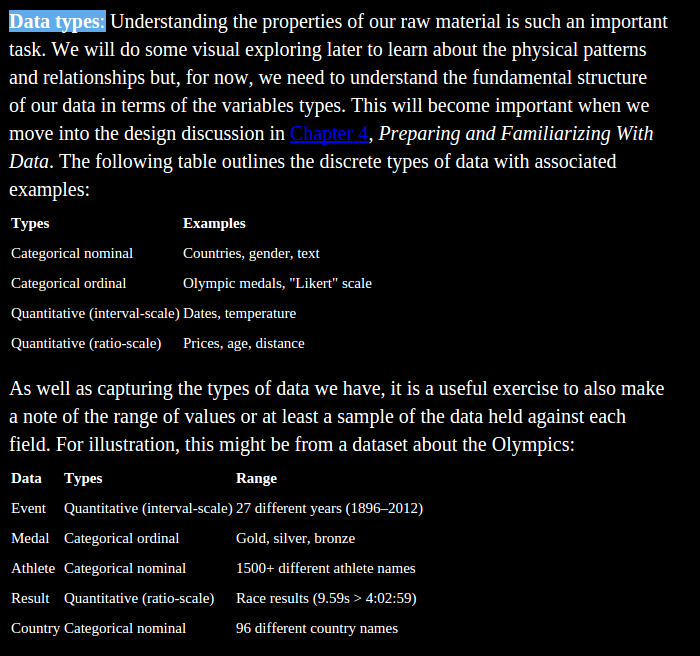 Data types: Understanding the properties of our raw material is such an important
task. We will do some visual exploring later to learn about the physical patterns
and relationships but, for now, we need to understand the fundamental structure
of our data in terms of the variables types. This will become important when we
move into the design discussion in Chapter 4, Preparing and Familiarizing With
Data. The following table outlines the discrete types of data with associated
examples:
Types Examples
Categorical nominal Countries, gender, text
Categorical ordinal Olympic medals, "Likert" scale
Quantitative (interval-scale) Dates, temperature
Quantitative (ratio-scale) Prices, age, distance
As well as capturing the types of data we have, it is a useful exercise to also make
a note of the range of values or at least a sample of the data held against each
field. For illustration, this might be from a dataset about the Olympics:
Data Types Range
Event Quantitative (interval-scale) 27 different years (1896–2012)
Medal Categorical ordinal Gold, silver, bronze
Athlete Categorical nominal 1500+ different athlete names
Result Quantitative (ratio-scale) Race results (9.59s > 4:02:59)
Country Categorical nominal 96 different country names